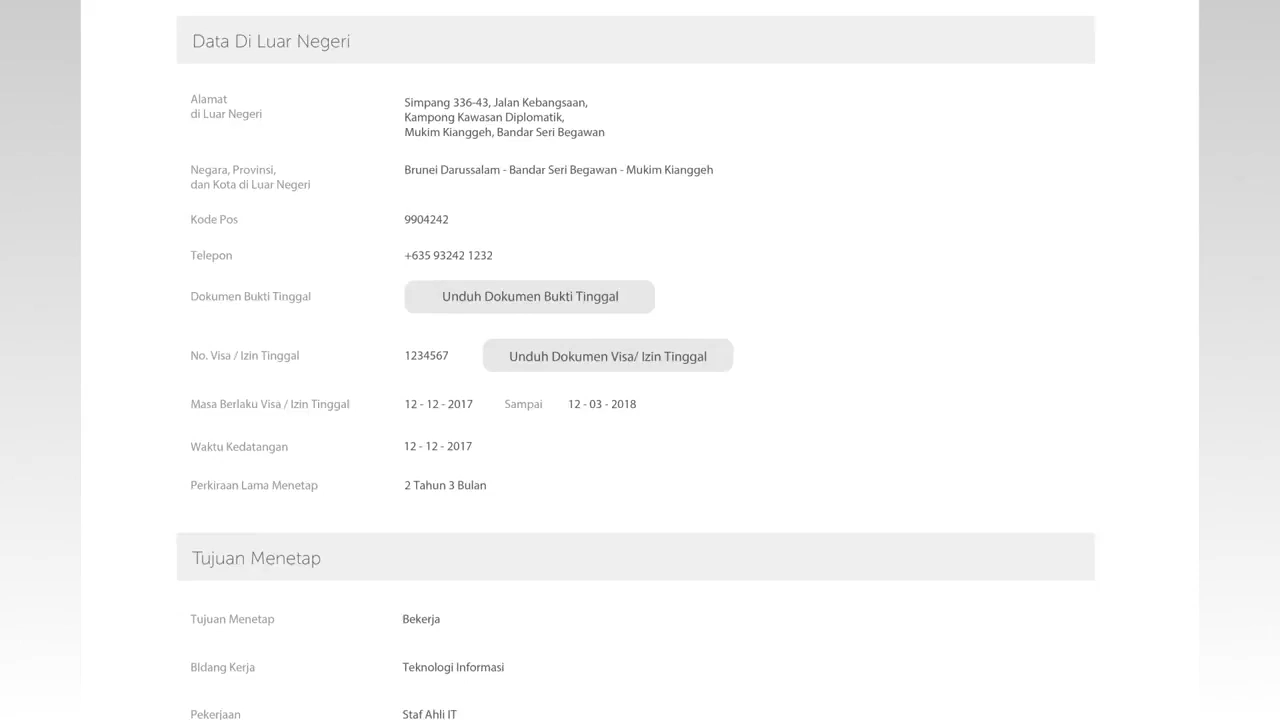 Data Di Luar Negeri
Alamat
di Luar Negeri
Simpang 336-43, Jalan Kebangsaan,
Kampong Kawasan Diplomatik,
Mukim Kianggeh, Bandar Seri Begawan
Negara, Provinsi,
dan Kota di Luar Negeri
Brunei Darussalam - Bandar Seri Begawan - Mukim Kianggeh
Kode Pos 9904242
Telepon +635 93242 1232
Dokumen Bukti Tinggal Unduh Dokumen Bukti Tinggal
No. Visa / Izin Tinggal 1234567 Unduh Dokumen Visa/ Izin Tinggal
Masa Berlaku Visa / Izin Tinggal 12 - 12 - 2017 Sampai 12 - 03 - 2018
Waktu Kedatangan 12 - 12 - 2017
Perkiraan Lama Menetap 2 Tahun 3 Bulan
Tujuan Menetap
Tujuan Menetap Bekerja
BIdang Kerja Teknologi Informasi
Pekerjaan Staf Ahli IT